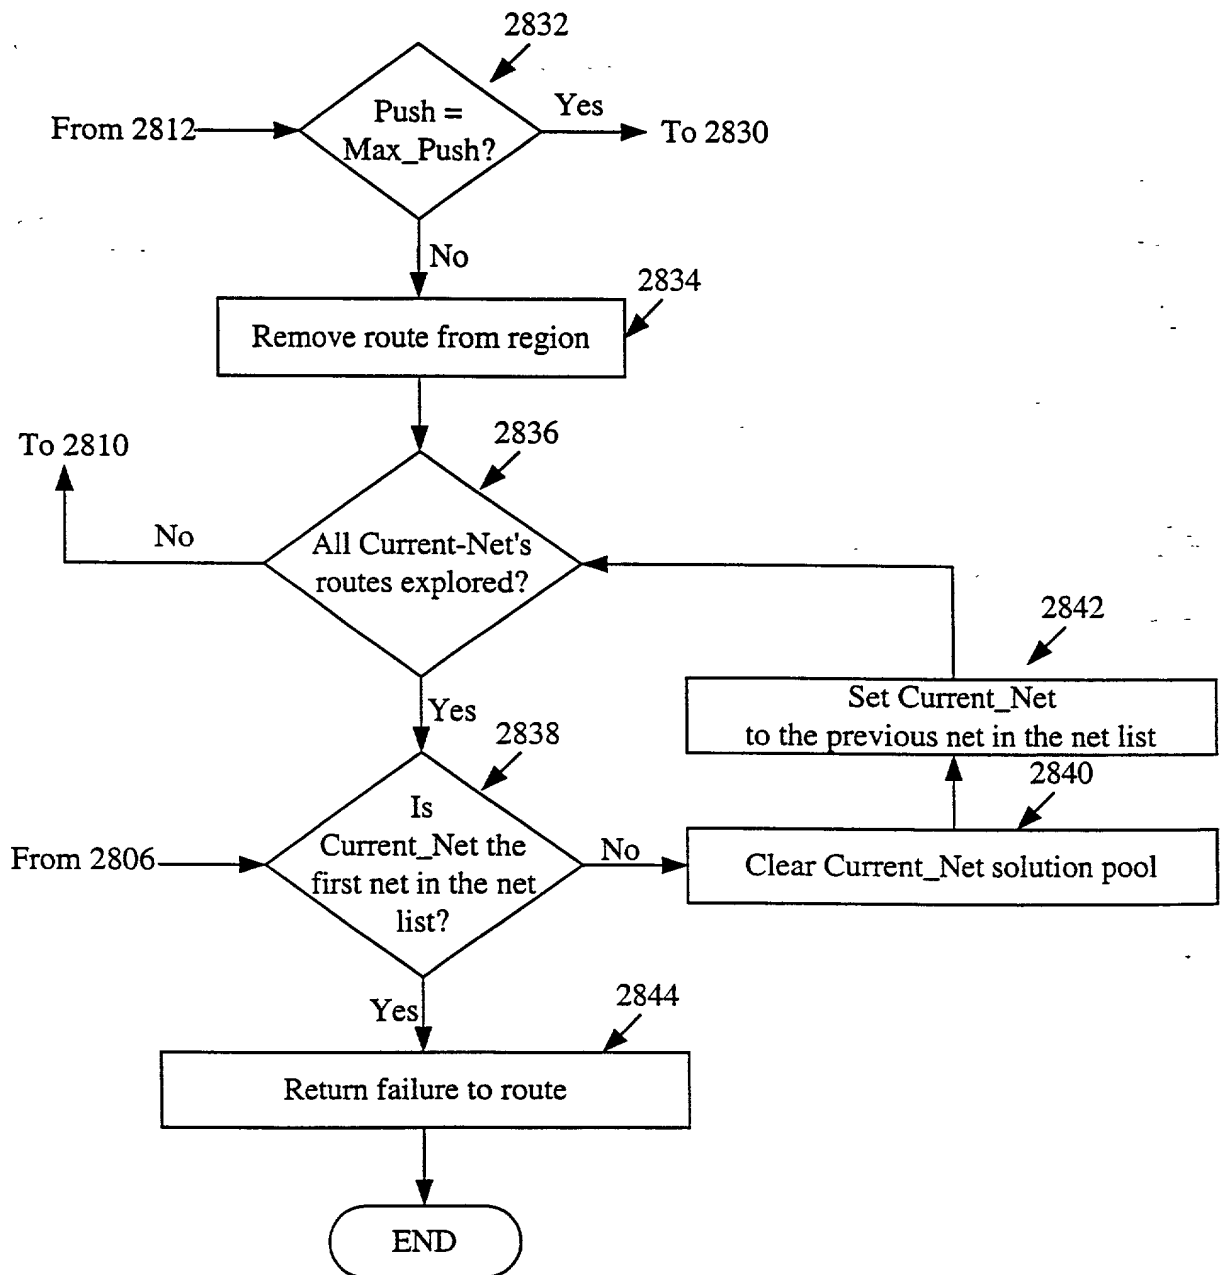 2832
Push =
Max_Push?
From 2812
Yes
To 2830
No
2834
Remove route from region
To 2810
2836
No
All Current-Net's
routes explored?
2842
Set Current_Net
to the previous net in the net list
Yes
2838
2840
Is
Current_Net the
first net in the net
list?
From 2806
No
Clear Current_Net solution pool
Yes
2844
Return failure to route
END